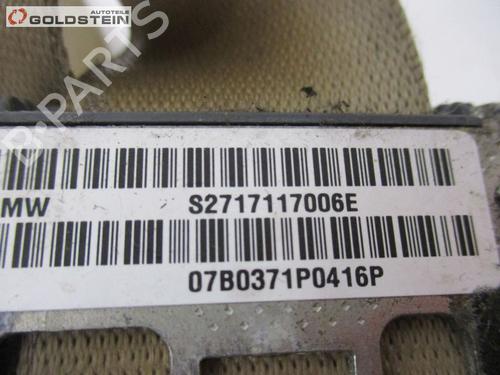 AUTOTEILE
GOLDSTEIN
B-PARTS
MW S2717117006E
07B0371P0416P